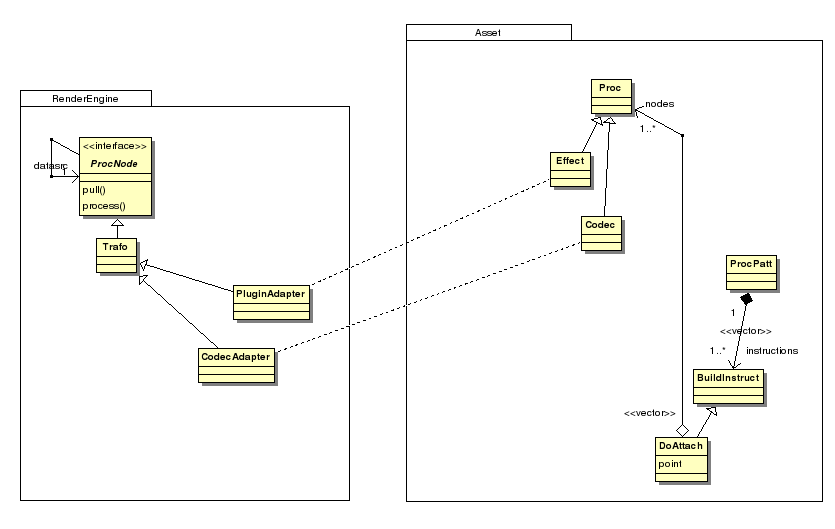 RenderEngine
<<interface>>
ProcNode
datasrc
1
pull()
process()
Trafo
PluginAdapter
CodecAdapter
Asset
Proc
nodes
1..*
Effect
Codec
ProcPatt
1
<<vector>>
1..*
instructions
BuildInstruct
<<vector>>
DoAttach
point